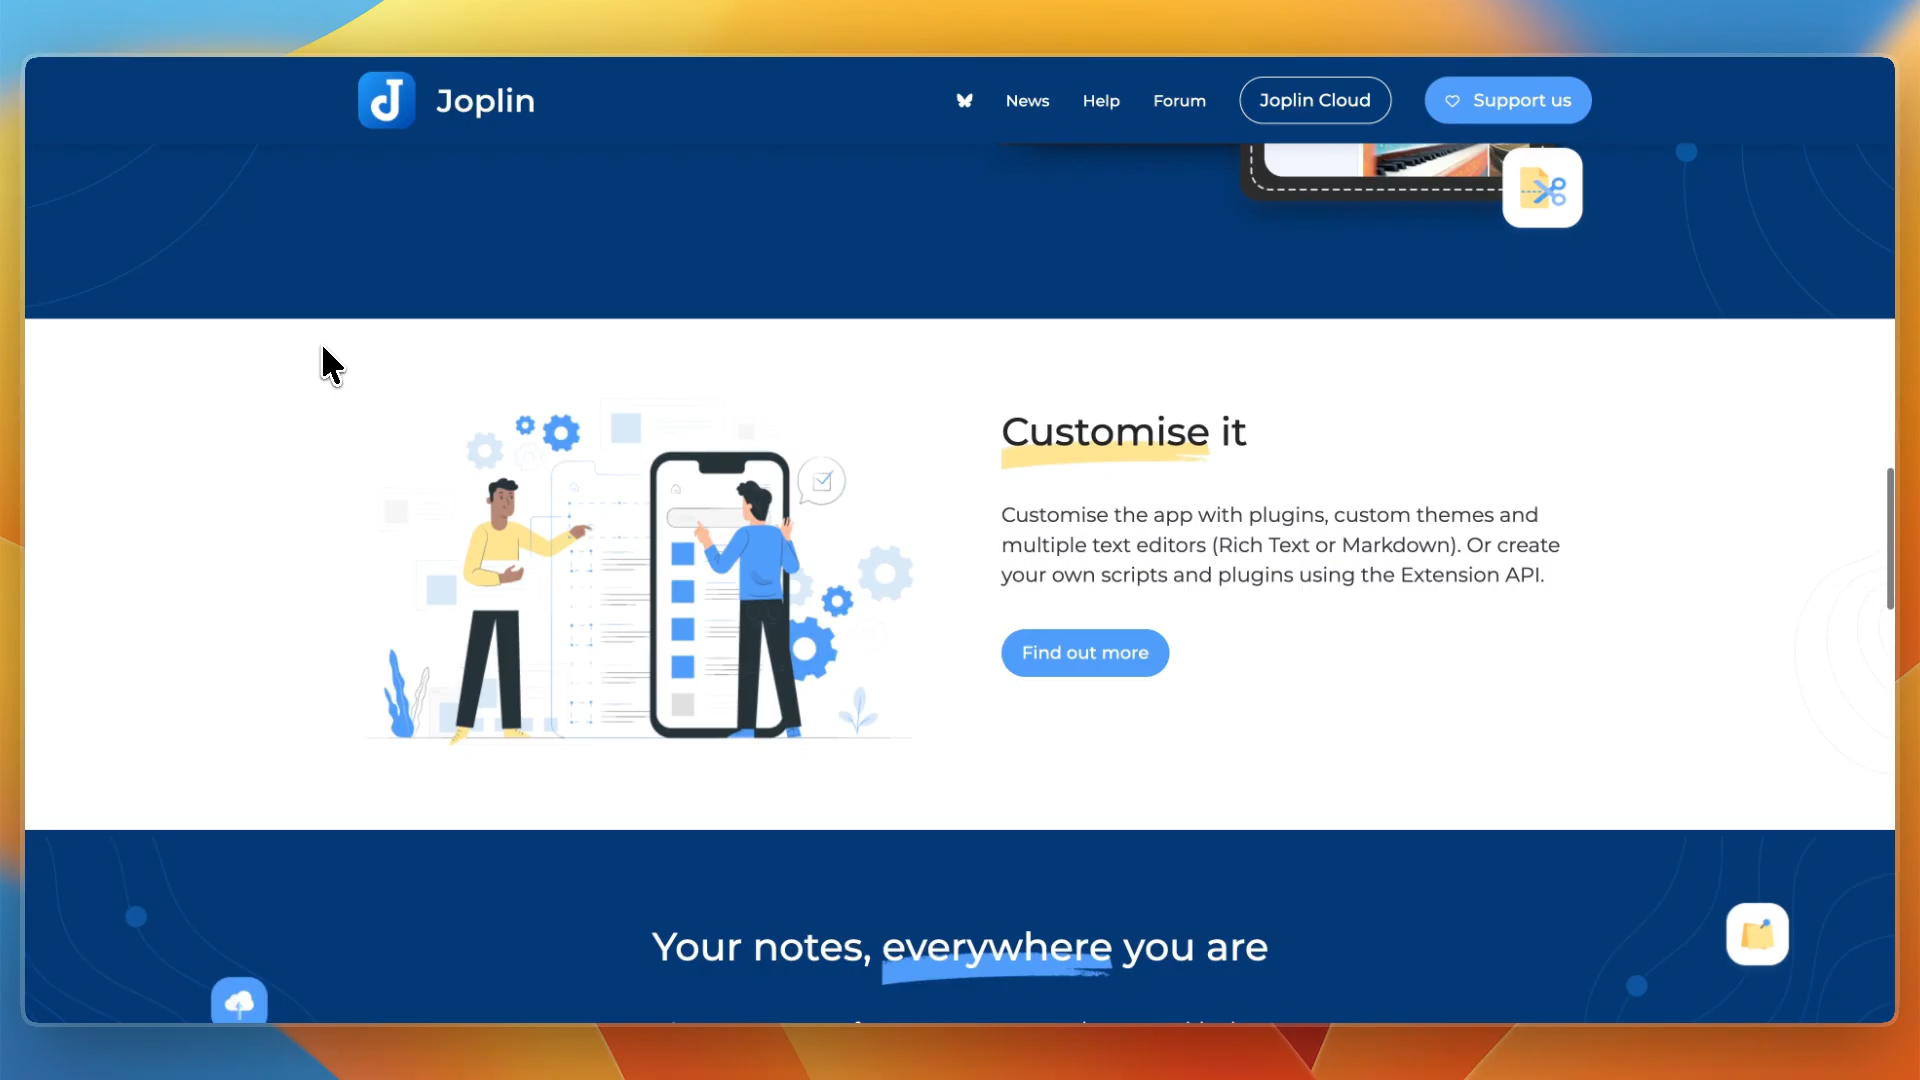 Joplin
News
Help
Forum
Joplin Cloud
Support us
Customise it
Customise the app with plugins, custom themes and
multiple text editors (Rich Text or Markdown). Or create
your own scripts and plugins using the Extension API.
Find out more
Your notes, everywhere you are